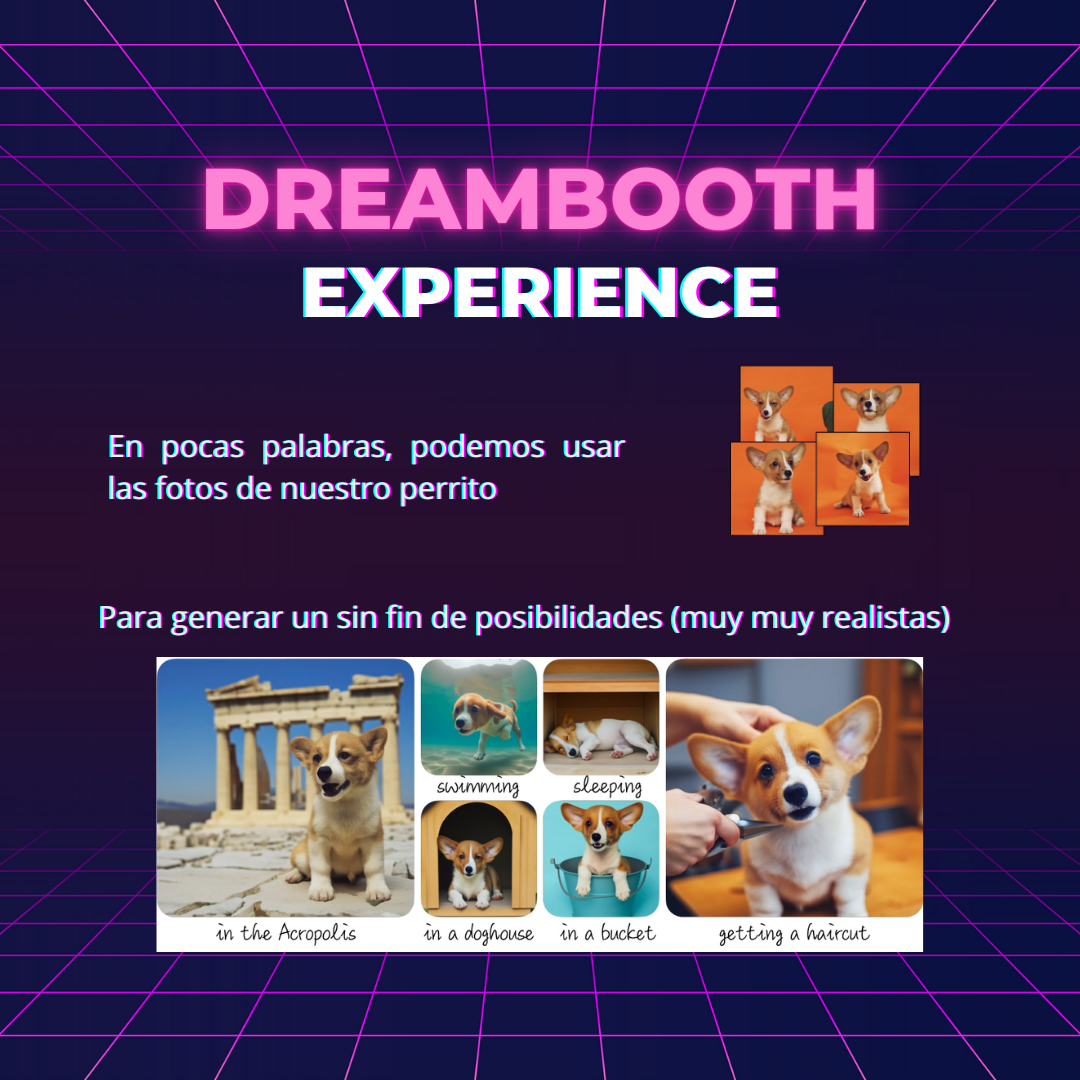 DREAMBOOTH
EXPERIENCE
En pocas palabras, podemos usar
las fotos de nuestro perrito
Para generar un sin fin de posibilidades (muy muy realistas)
swimming
sleeping
in the Acropolis
in a doghouse
in a bucket
getting a haircut